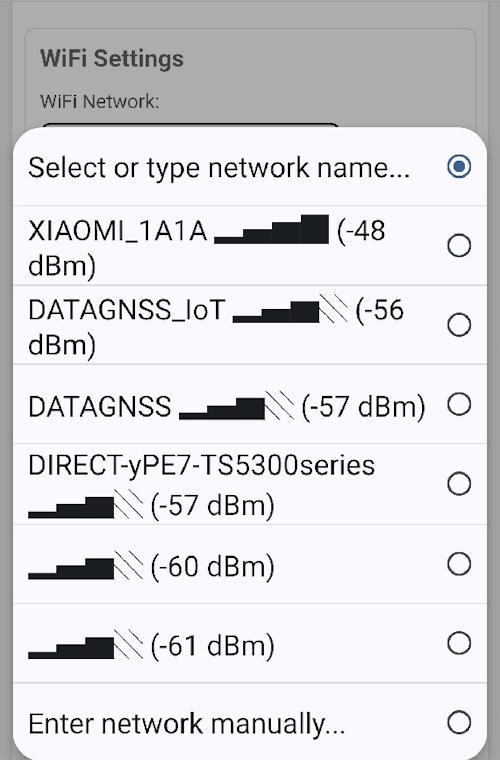 WiFi Settings
WiFi Network:
Select or type network name...
XIAOMI_1A1A ▂▄▆█ (-48
dBm)
DATAGNSS_IoT ▂▄▆▨ (-56
dBm)
DATAGNSS ▂▄▆▨ (-57 dBm)
DIRECT-yPE7-TS5300series
▂▄▆▨ (-57 dBm)
▂▄▆▨ (-60 dBm)
▂▄▆▨ (-61 dBm)
Enter network manually...